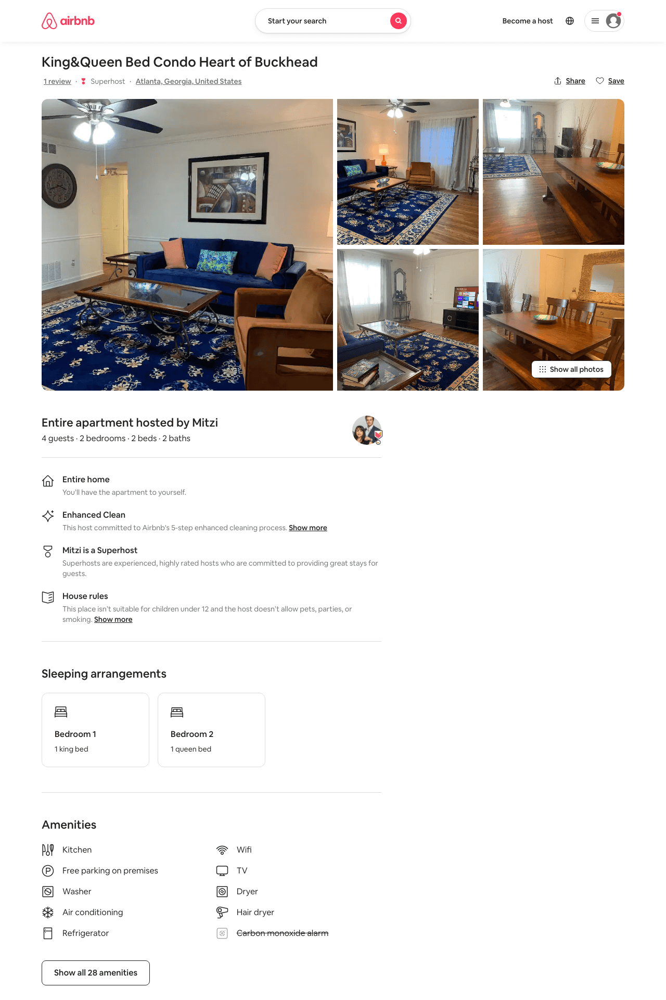 airbnb
Start your search
Become a host
King&Queen Bed Condo Heart of Buckhead
1 review · Superhost · Atlanta, Georgia, United States
Share
Save
Show all photos
Entire apartment hosted by Mitzi
4 guests · 2 bedrooms · 2 beds · 2 baths
Entire home
You’ll have the apartment to yourself.
Enhanced Clean
This host committed to Airbnb's 5-step enhanced cleaning process. Show more
Mitzi is a Superhost
Superhosts are experienced, highly rated hosts who are committed to providing great stays for
guests.
House rules
This place isn’t suitable for children under 12 and the host doesn’t allow pets, parties, or
smoking. Show more
Sleeping arrangements
Bedroom 1
1 king bed
Bedroom 2
1 queen bed
Amenities
Kitchen
Wifi
Free parking on premises
TV
Washer
Dryer
Air conditioning
Hair dryer
Refrigerator
Carbon monoxide alarm
Show all 28 amenities